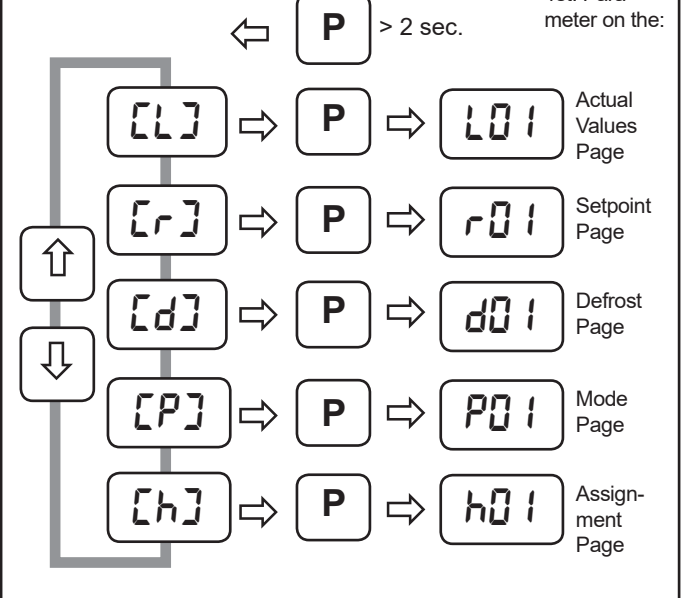 meter on the:
P > 2 sec.
[L] P L01 Actual
Values
Page
[r] P r01 Setpoint
Page
[d] P d01 Defrost
Page
[P] P P01 Mode
Page
[h] P h01 Assign-
ment
Page